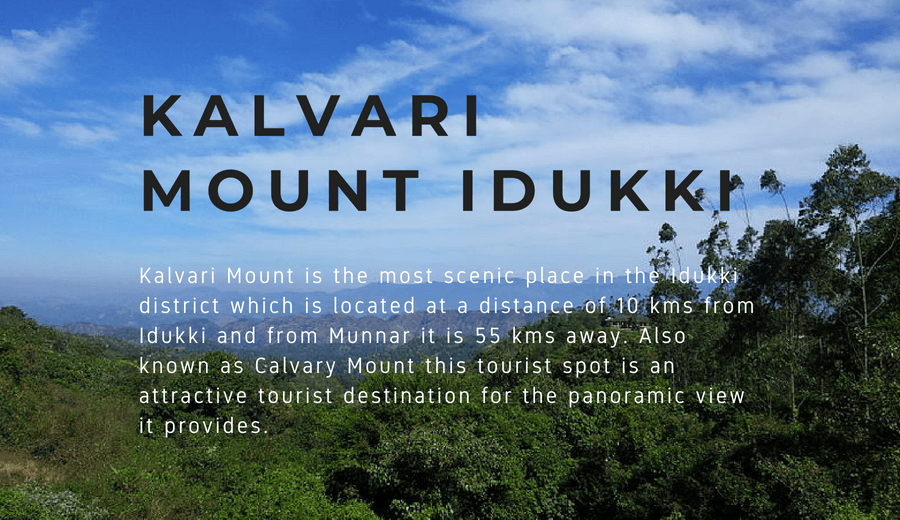 KALVARI
MOUNT IDUKKI
Kalvari Mount is the most scenic place in the Idukki
district which is located at a distance of 10 kms from
Idukki and from Munnar it is 55 kms away. Also
known as Calvary Mount this tourist spot is an
attractive tourist destination for the panoramic view
it provides.